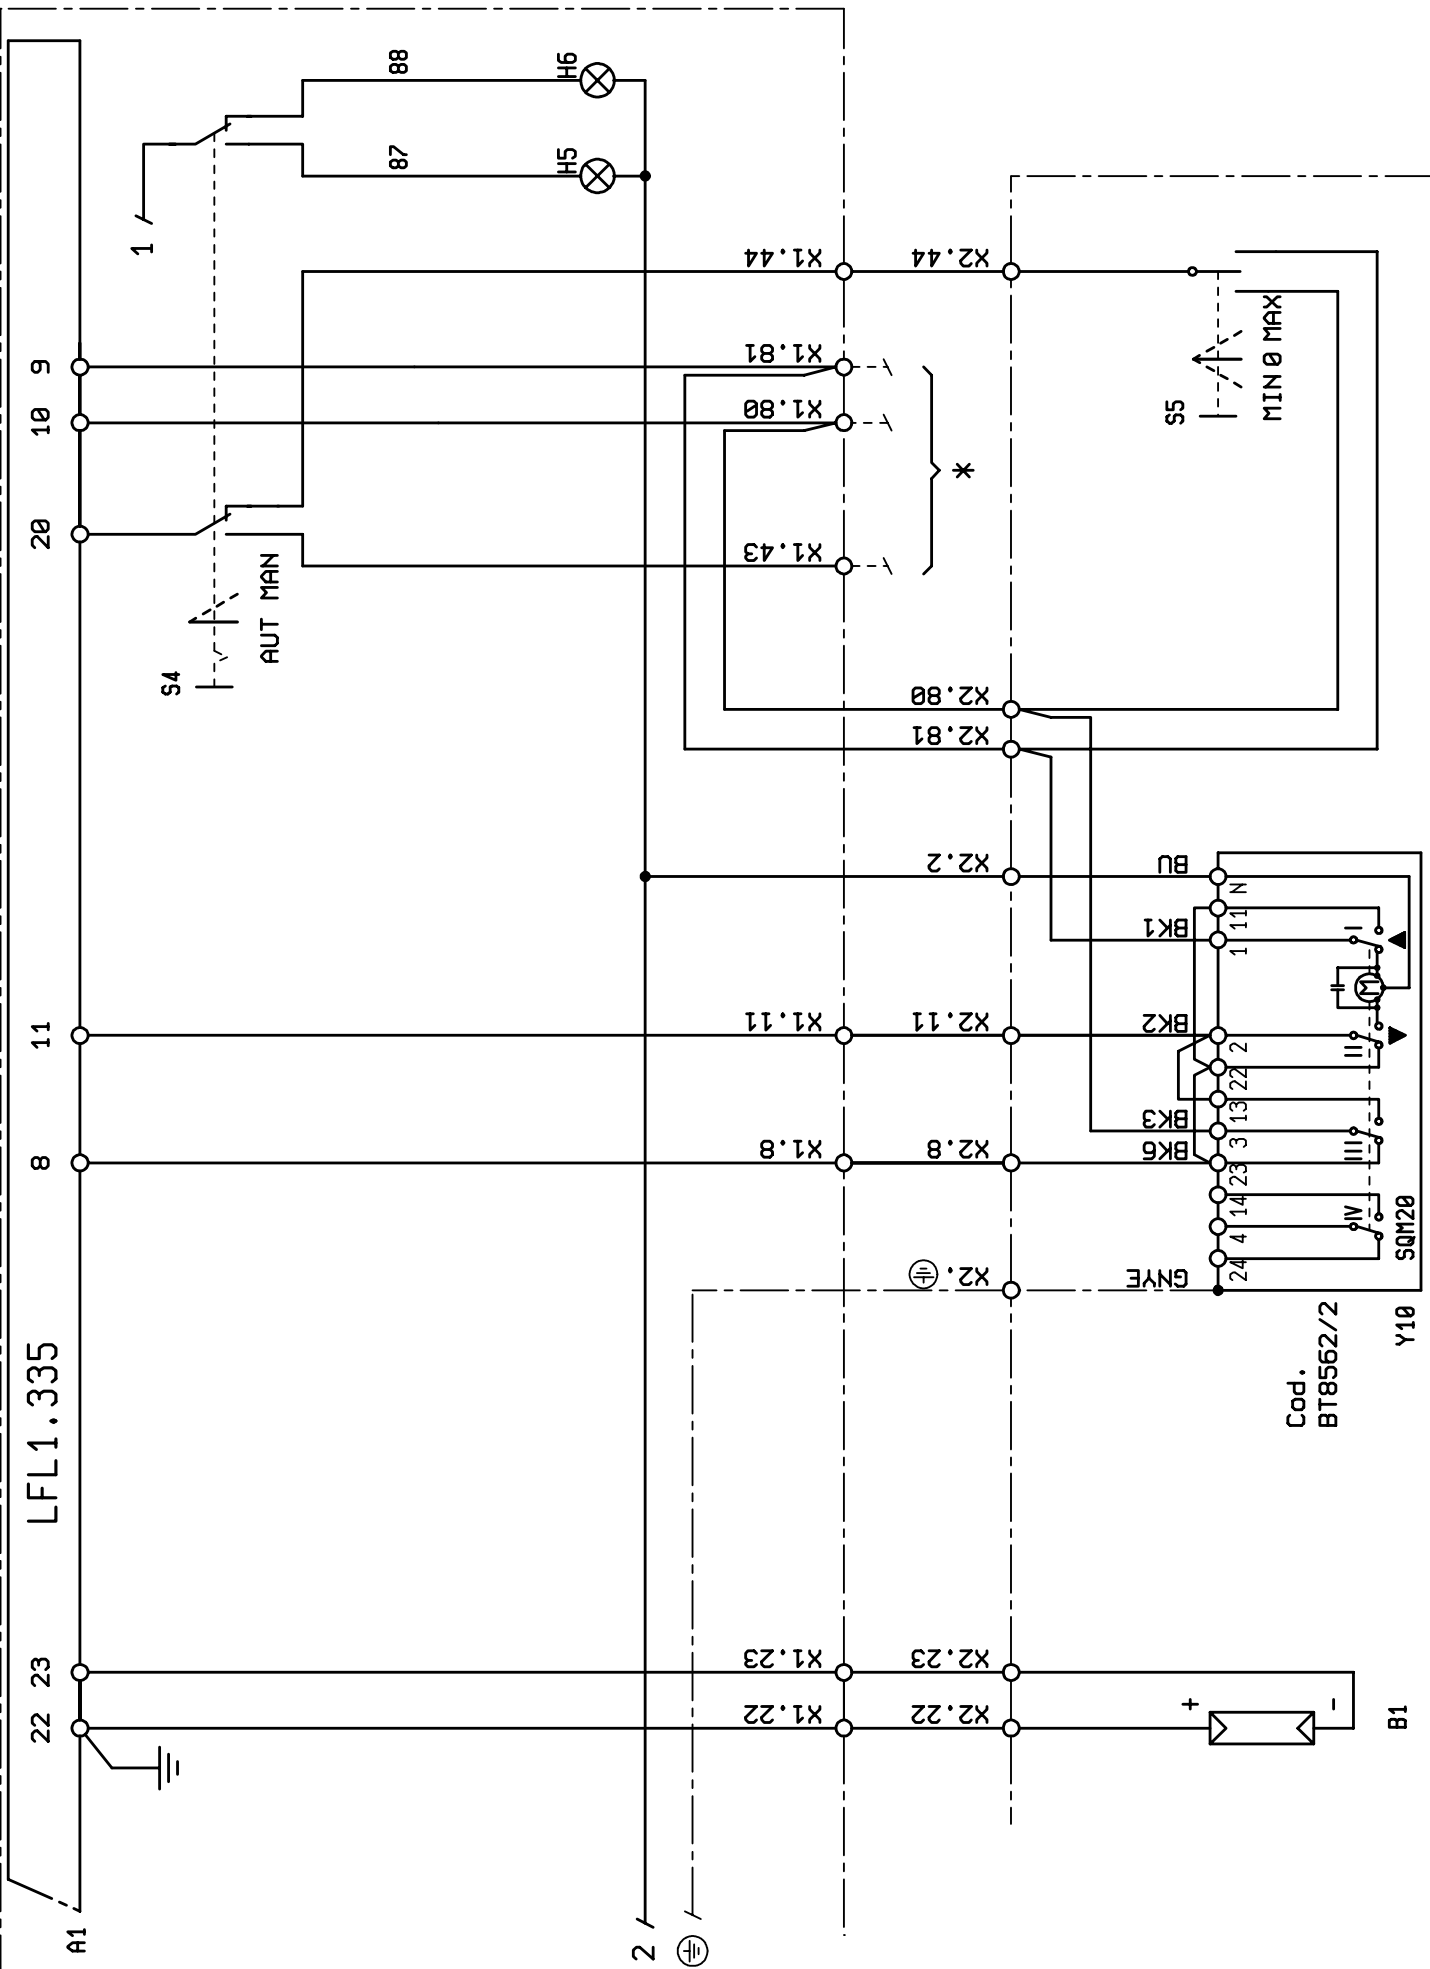 A1
LFL1.335
22
23
8
11
20
10
9
1
S4
AUT MAN
87
88
H5
H6
2
X1.22
X1.23
X1.8
X1.11
X1.43
X1.80
X1.81
X1.44
*
X2.22
X2.23
X2.
X2.8
X2.11
X2.2
X2.81
X2.80
X2.44
GNYE
BK6
BK3
BK2
BK1
BU
24
4
14
23
3
13
22
2
1
11
N
IV
III
II
I
M
S5
MIN 0 MAX
+
-
B1
Cod.
BT8562/2
Y10
SQM20